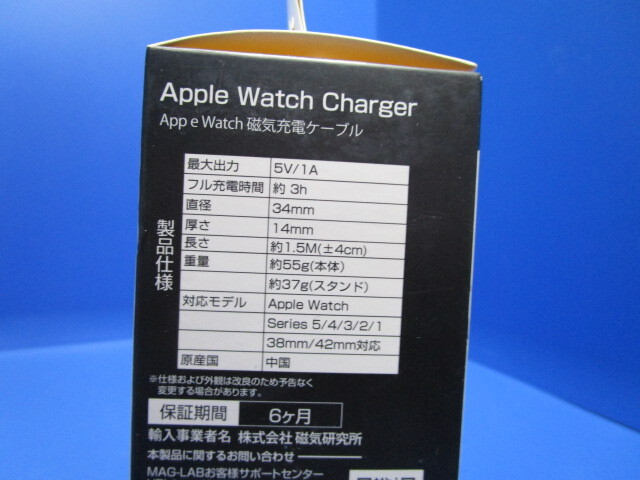 Apple Watch Charger
App e Watch 磁気充電ケーブル
製品仕様
最大出力 5V/1A
フル充電時間 約 3h
直径 34mm
厚さ 14mm
長さ 約1.5M(±4cm)
重量 約55g(本体)
約37g(スタンド)
対応モデル Apple Watch
Series 5/4/3/2/1
38mm/42mm対応
原産国 中国
※仕様および外観は改良のため予告なく
変更する場合があります。
保証期間 6ヶ月
輸入事業者名 株式会社 磁気研究所
本製品に関するお問い合わせ
MAG-LABお客様サポートセンター